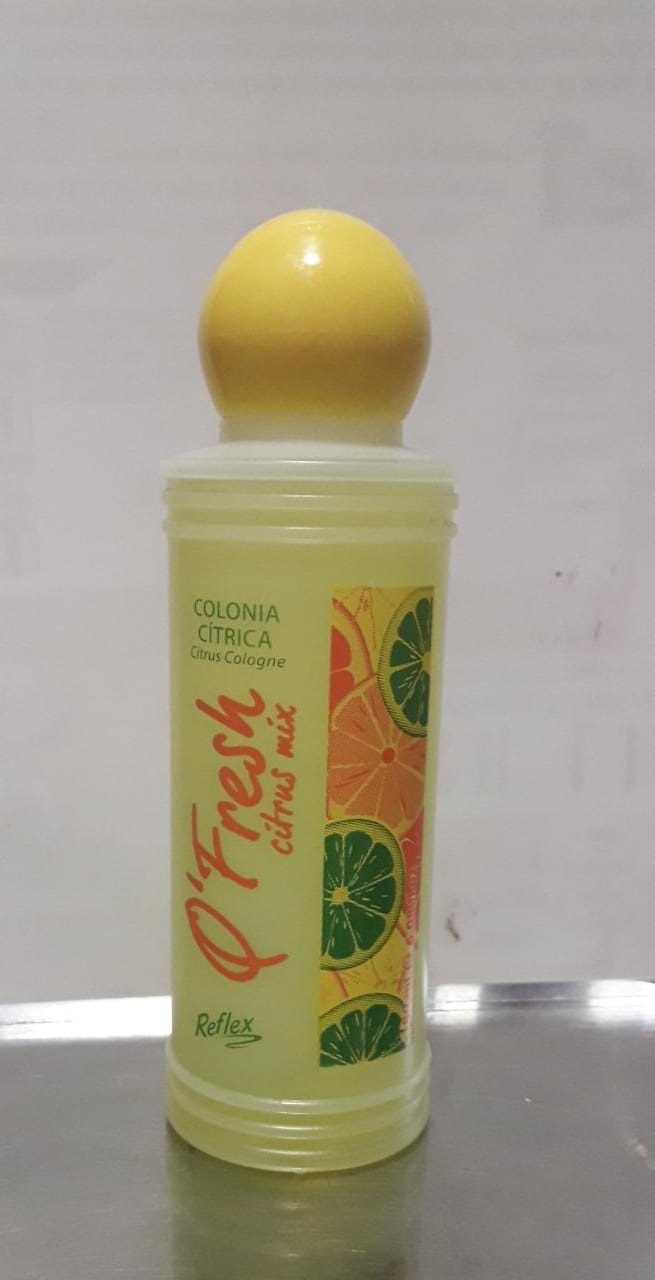 COLONIA
CÍTRICA
Citrus Cologne
Q'Fresh
citrus mix
Reflex